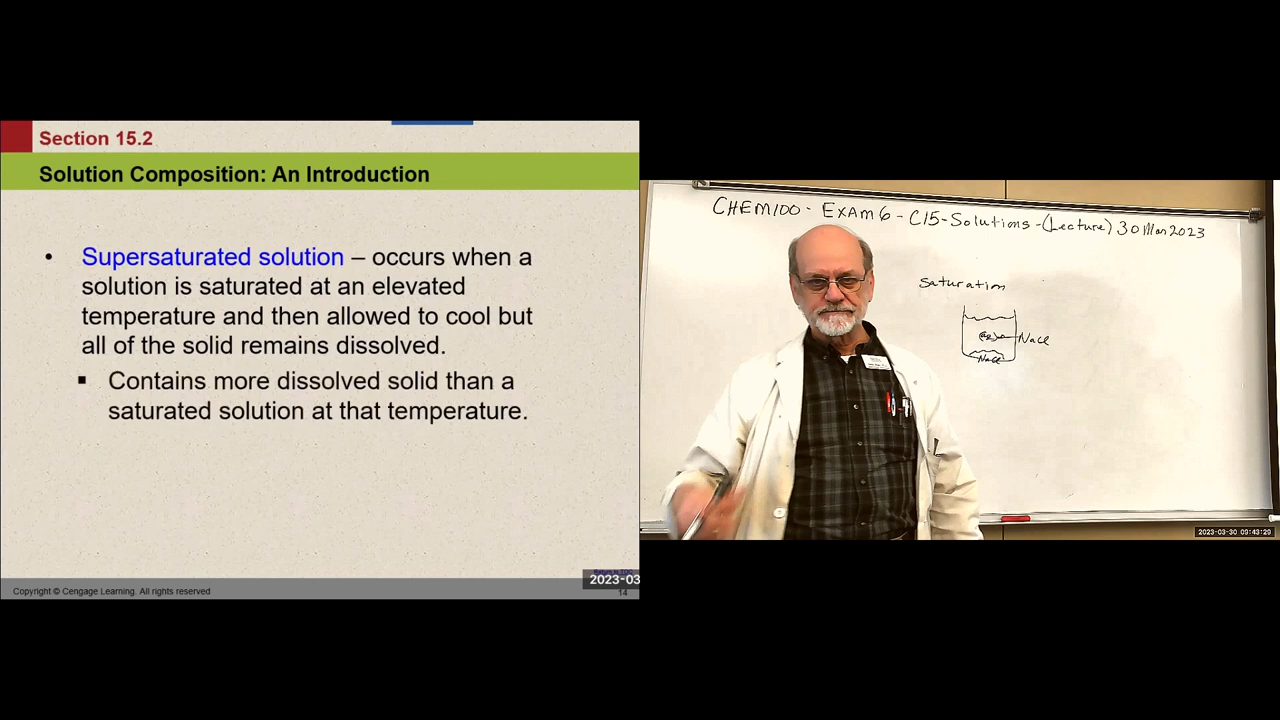 Section 15.2
Solution Composition: An Introduction
• Supersaturated solution – occurs when a
solution is saturated at an elevated
temperature and then allowed to cool but
all of the solid remains dissolved.
▪ Contains more dissolved solid than a
saturated solution at that temperature.
2023-03
Copyright © Cengage Learning. All rights reserved
14
CHEM100 - EXAM 6 - C15-Solutions - (Lecture) 30 Mar 2023
Saturation
NaCl
NaCl
2023-03-30 09:43:29